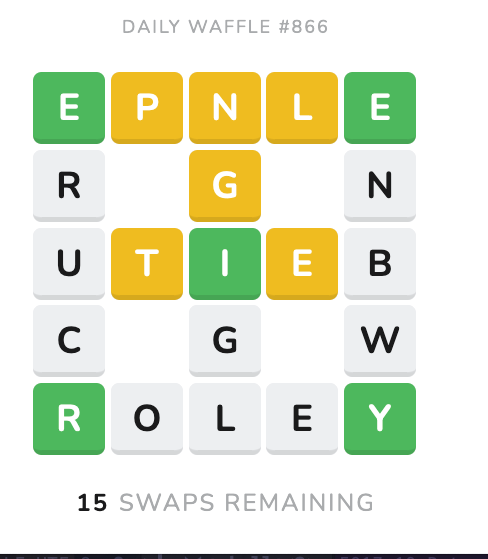 DAILY WAFFLE #866
E P N L E
R G N
U T I E B
C G W
R O L E Y
15 SWAPS REMAINING